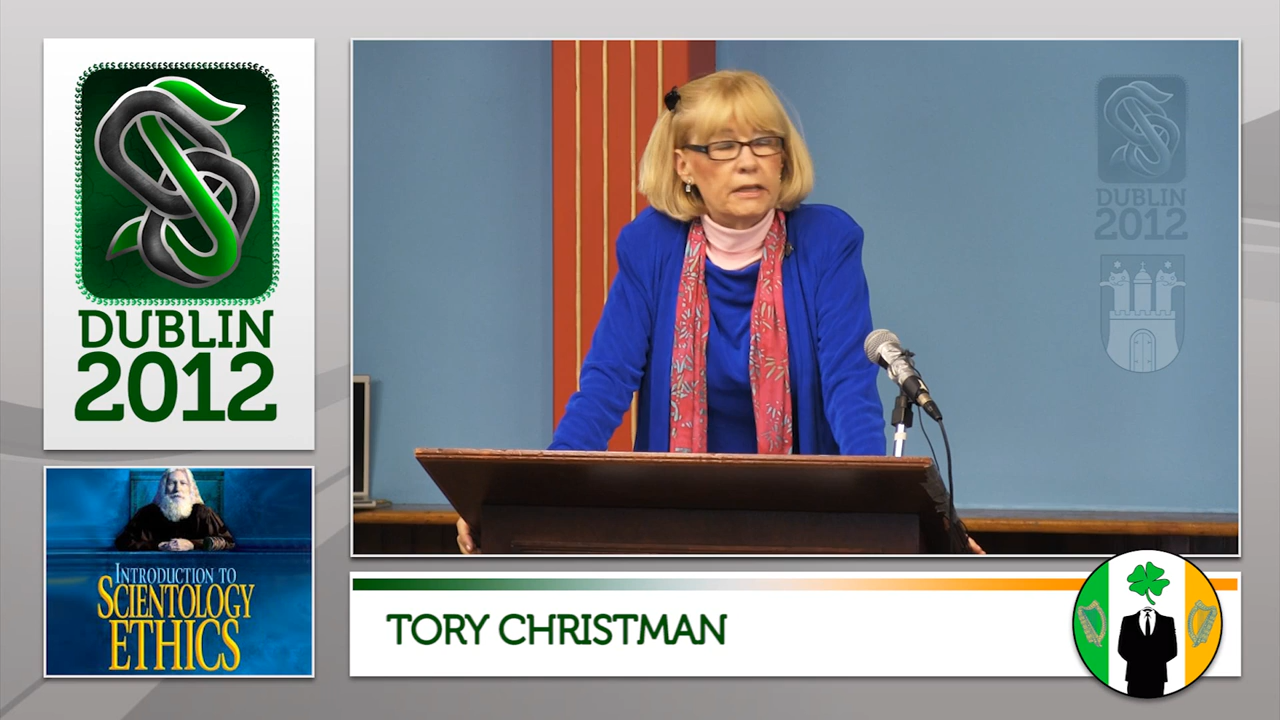 DUBLIN
2012
INTRODUCTION TO
SCIENTOLOGY
ETHICS
DUBLIN
2012
TORY CHRISTMAN